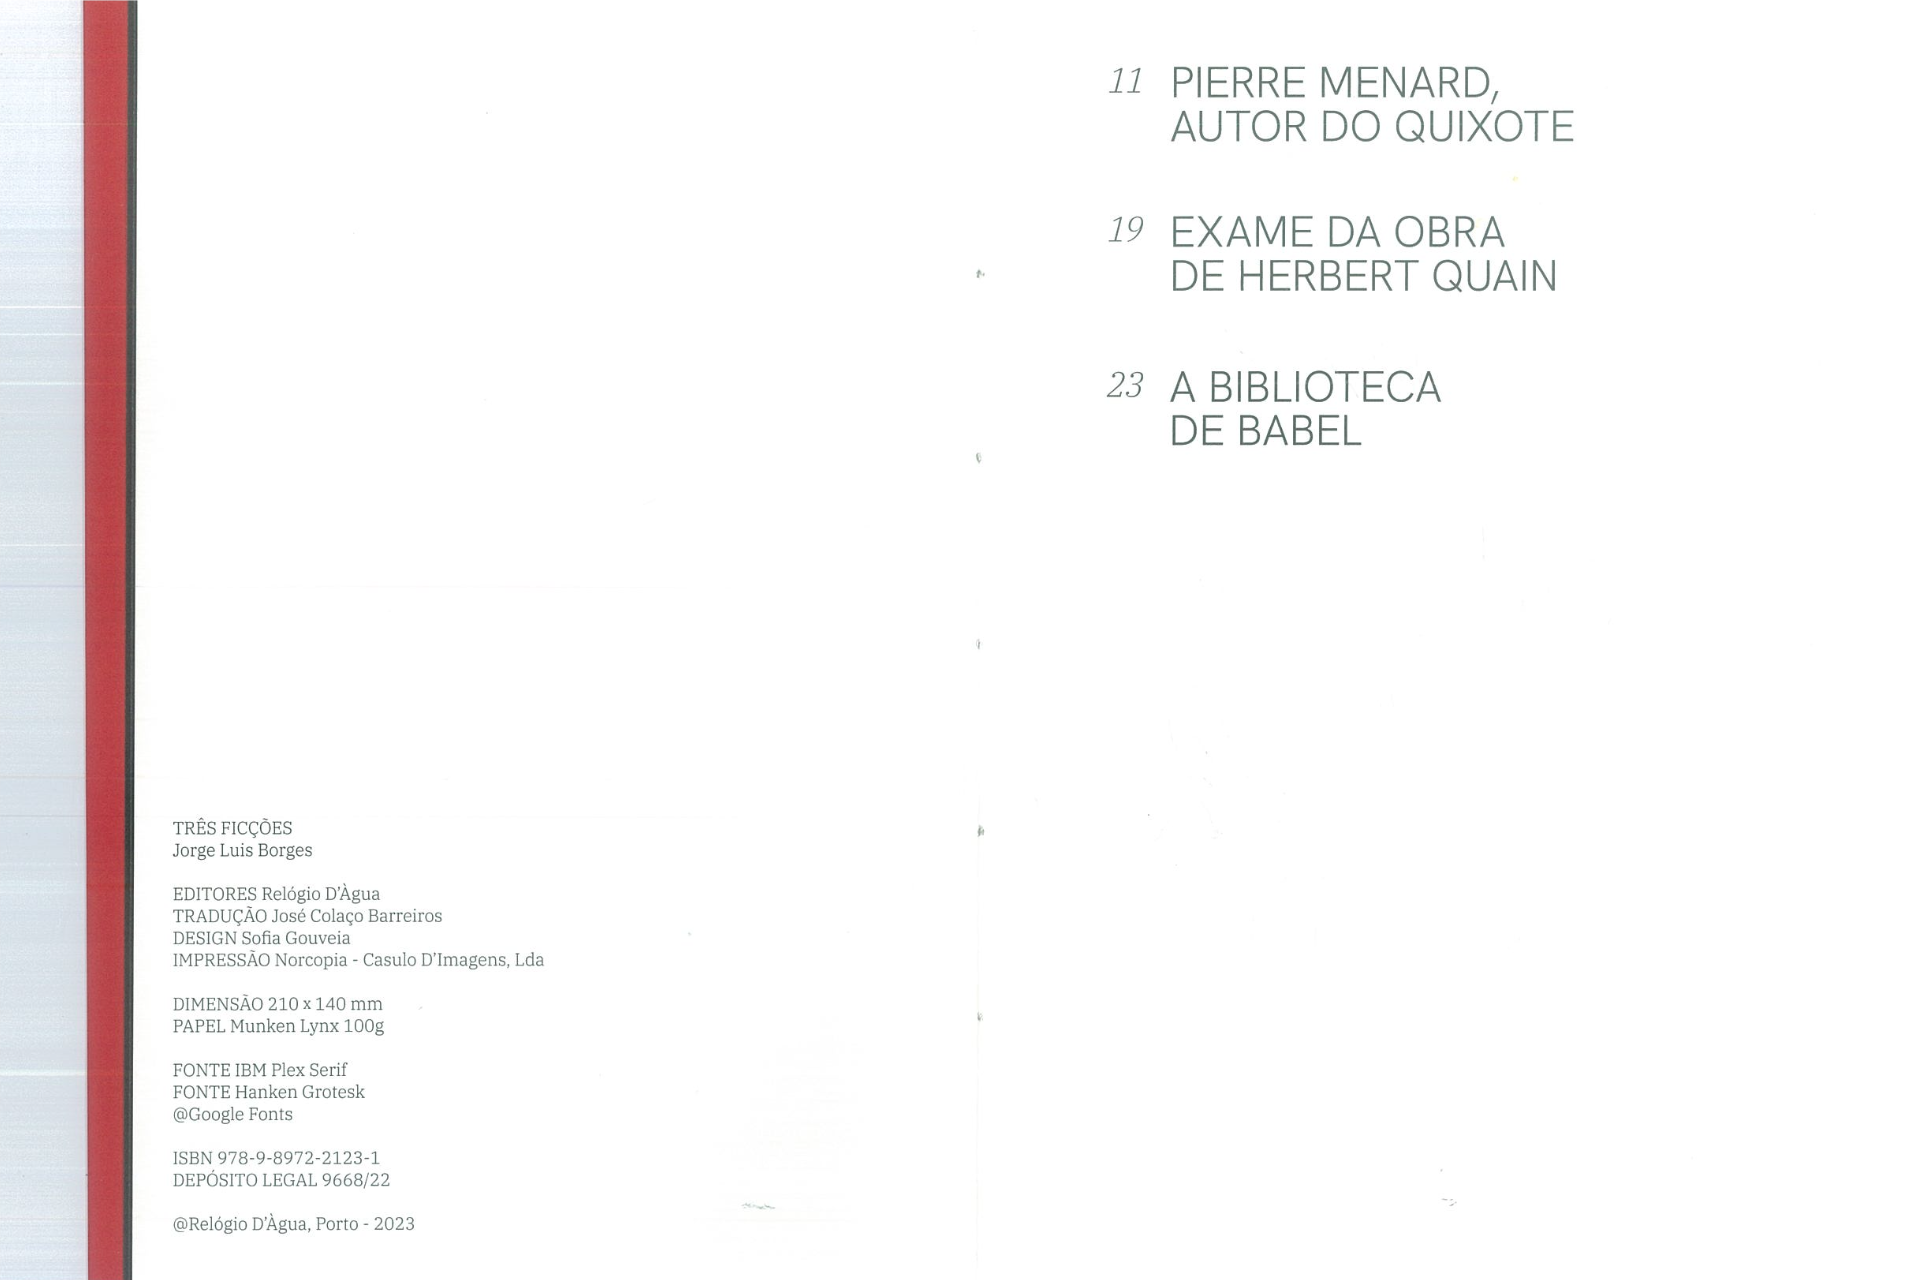 TRÊS FICÇÕES
Jorge Luis Borges
EDITORES Relógio D'Àgua
TRADUÇÃO José Colaço Barreiros
DESIGN Sofia Gouveia
IMPRESSÃO Norcopia - Casulo D'Imagens, Lda
DIMENSÃO 210 x 140 mm
PAPEL Munken Lynx 100g
FONTE IBM Plex Serif
FONTE Hanken Grotesk
@Google Fonts
ISBN 978-9-8972-2123-1
DEPÓSITO LEGAL 9668/22
@Relógio D'Àgua, Porto - 2023
11 PIERRE MENARD,
AUTOR DO QUIXOTE
19 EXAME DA OBRA
DE HERBERT QUAIN
23 A BIBLIOTECA
DE BABEL